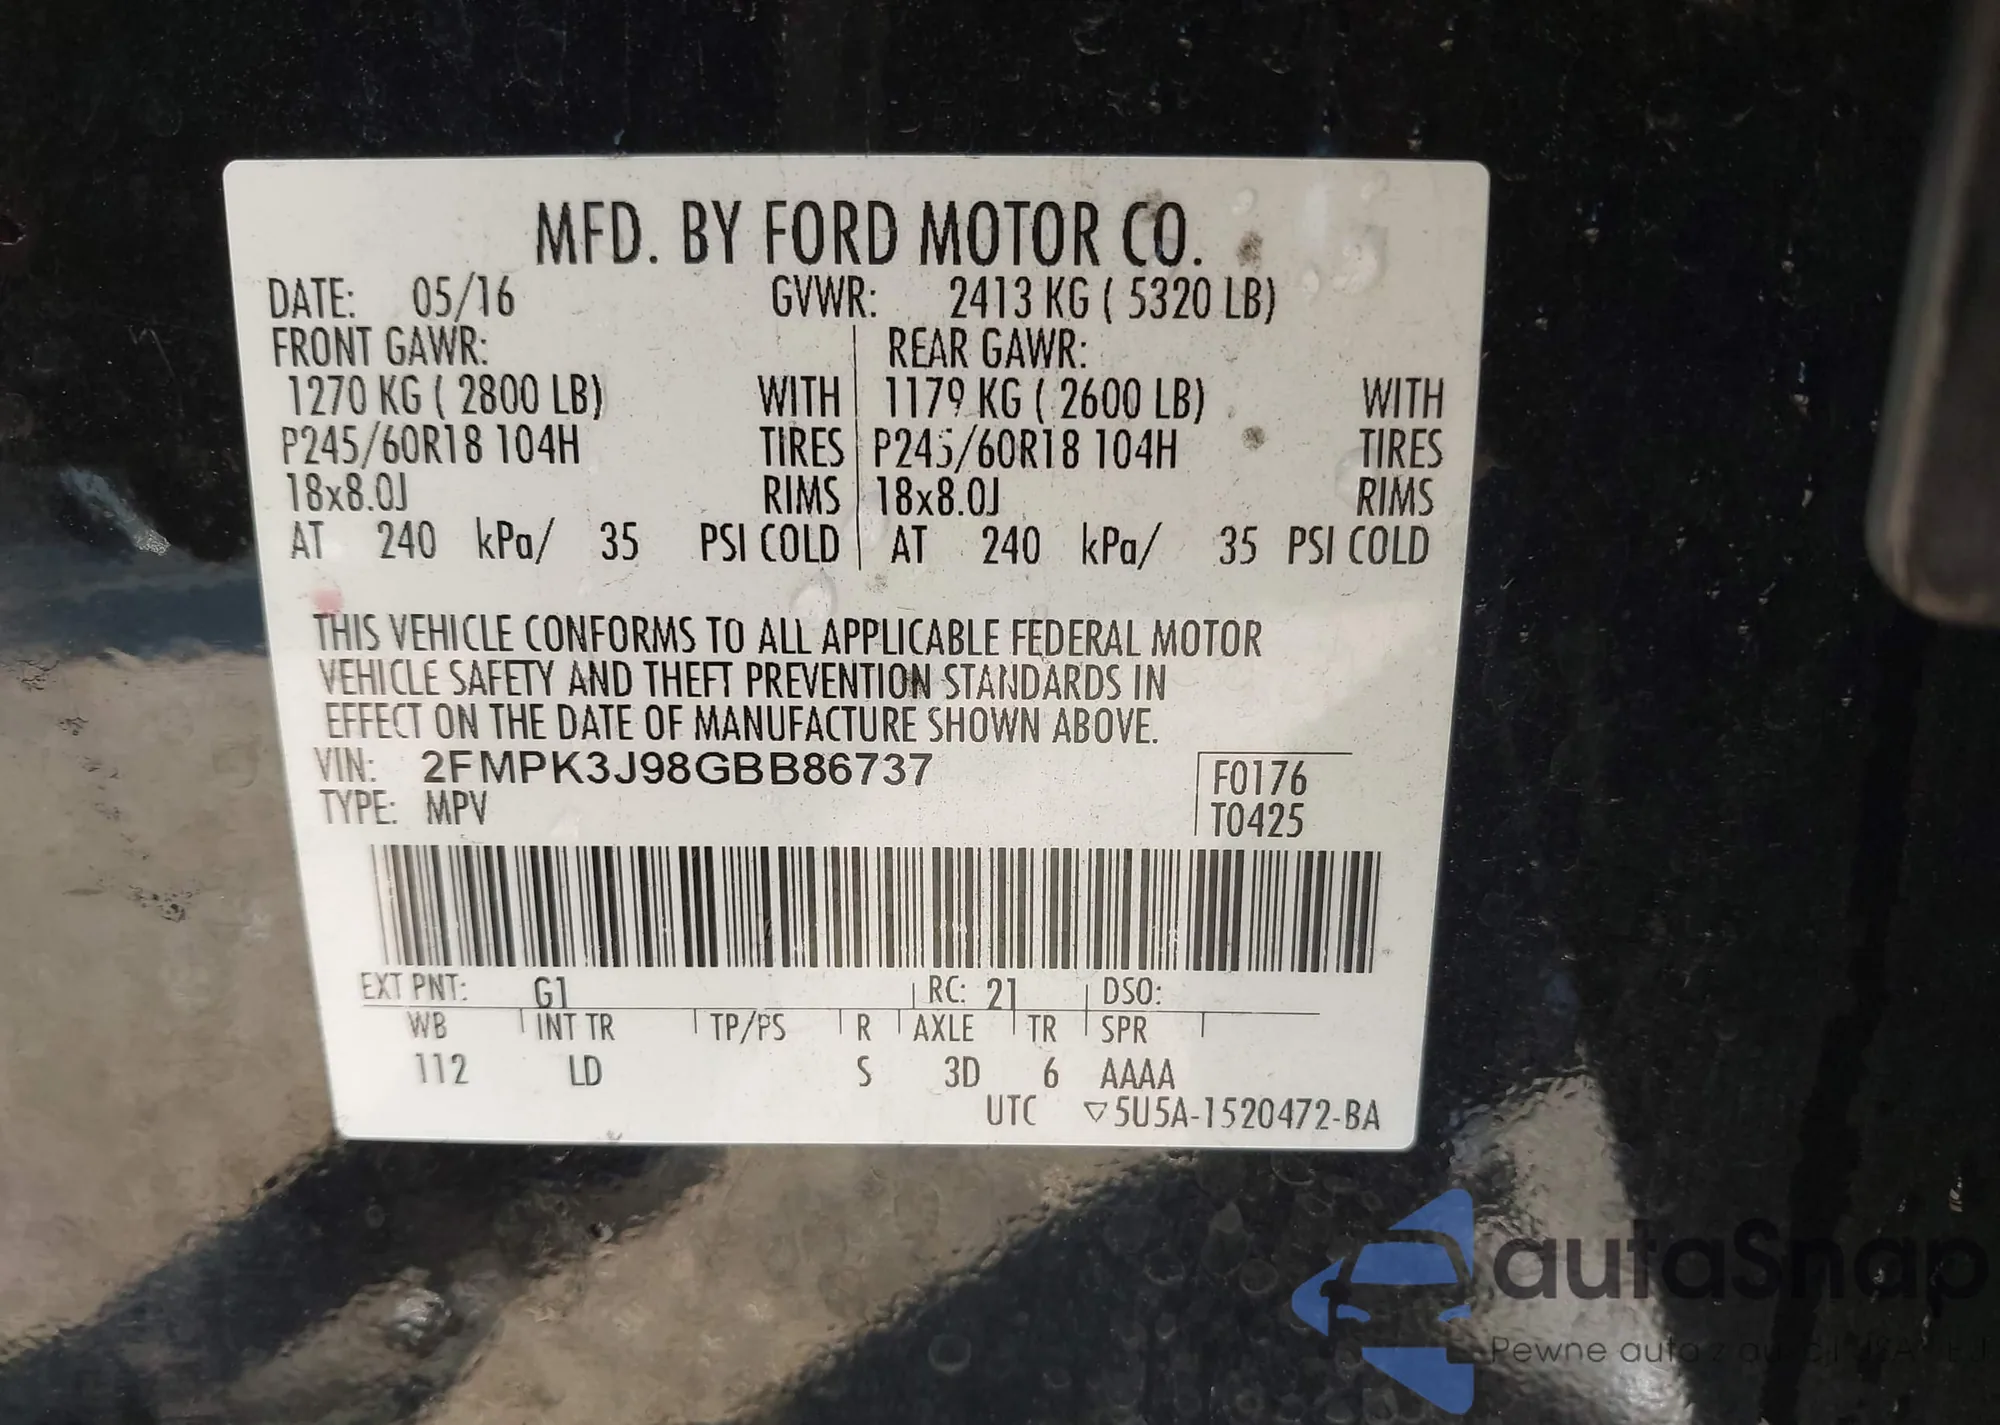 MFD. BY FORD MOTOR CO.
DATE: 05/16 GVWR: 2413 KG ( 5320 LB)
FRONT GAWR: REAR GAWR:
1270 KG ( 2800 LB) WITH 1179 KG ( 2600 LB) WITH
P245/60R18 104H TIRES P245/60R18 104H TIRES
18x8.0J RIMS 18x8.0J RIMS
AT 240 kPa/ 35 PSI COLD AT 240 kPa/ 35 PSI COLD
THIS VEHICLE CONFORMS TO ALL APPLICABLE FEDERAL MOTOR
VEHICLE SAFETY AND THEFT PREVENTION STANDARDS IN
EFFECT ON THE DATE OF MANUFACTURE SHOWN ABOVE.
VIN: 2FMPK3J98GBB86737 F0176
TYPE: MPV T0425
EXT PNT: G1 RC: 21 DSO:
WB INT TR TP/PS R AXLE TR SPR
112 LD S 3D 6 AAAA
UTC ▽5U5A-1520472-BA
autaSnap
Pewne auta z aukcji